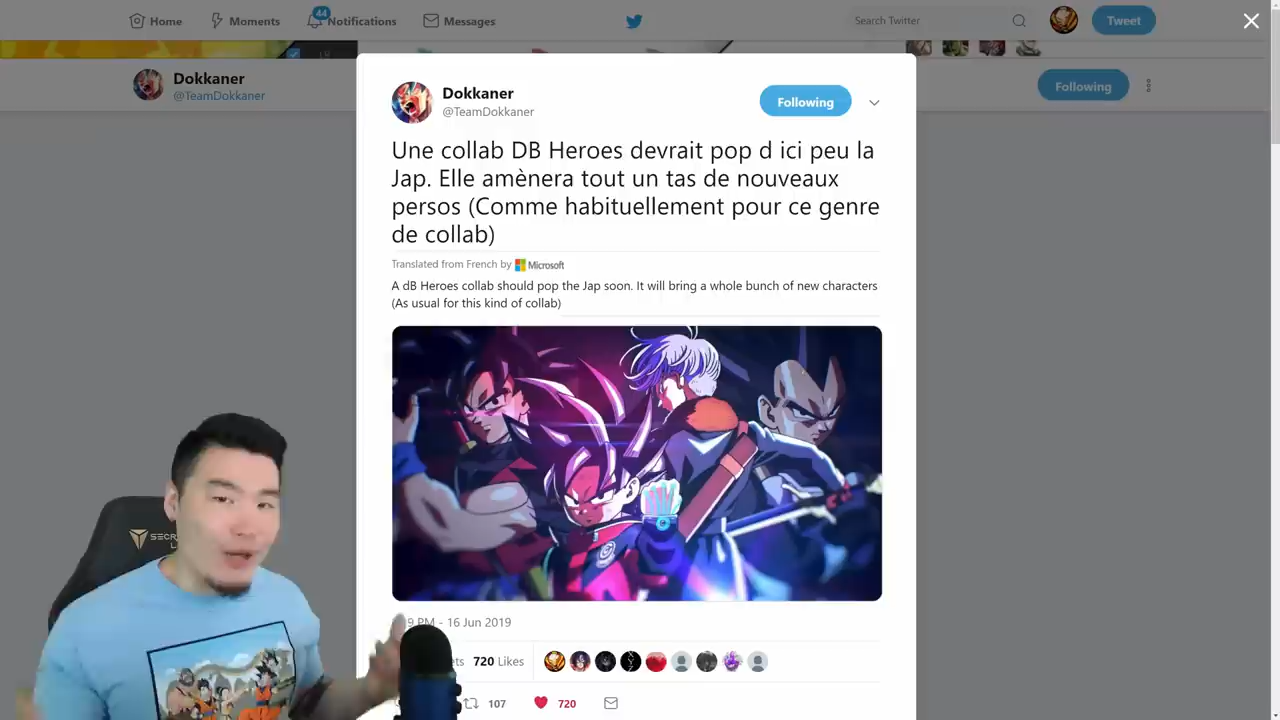 Home
Moments
44
Notifications
Messages
Search Twitter
Tweet
Dokkaner
@TeamDokkaner
Following
Dokkaner
@TeamDokkaner
Following
Une collab DB Heroes devrait pop d ici peu la
Jap. Elle amènera tout un tas de nouveaux
persos (Comme habituellement pour ce genre
de collab)
Translated from French by Microsoft
A dB Heroes collab should pop the Jap soon. It will bring a whole bunch of new characters
(As usual for this kind of collab)
PM - 16 Jun 2019
720 Likes
107
720